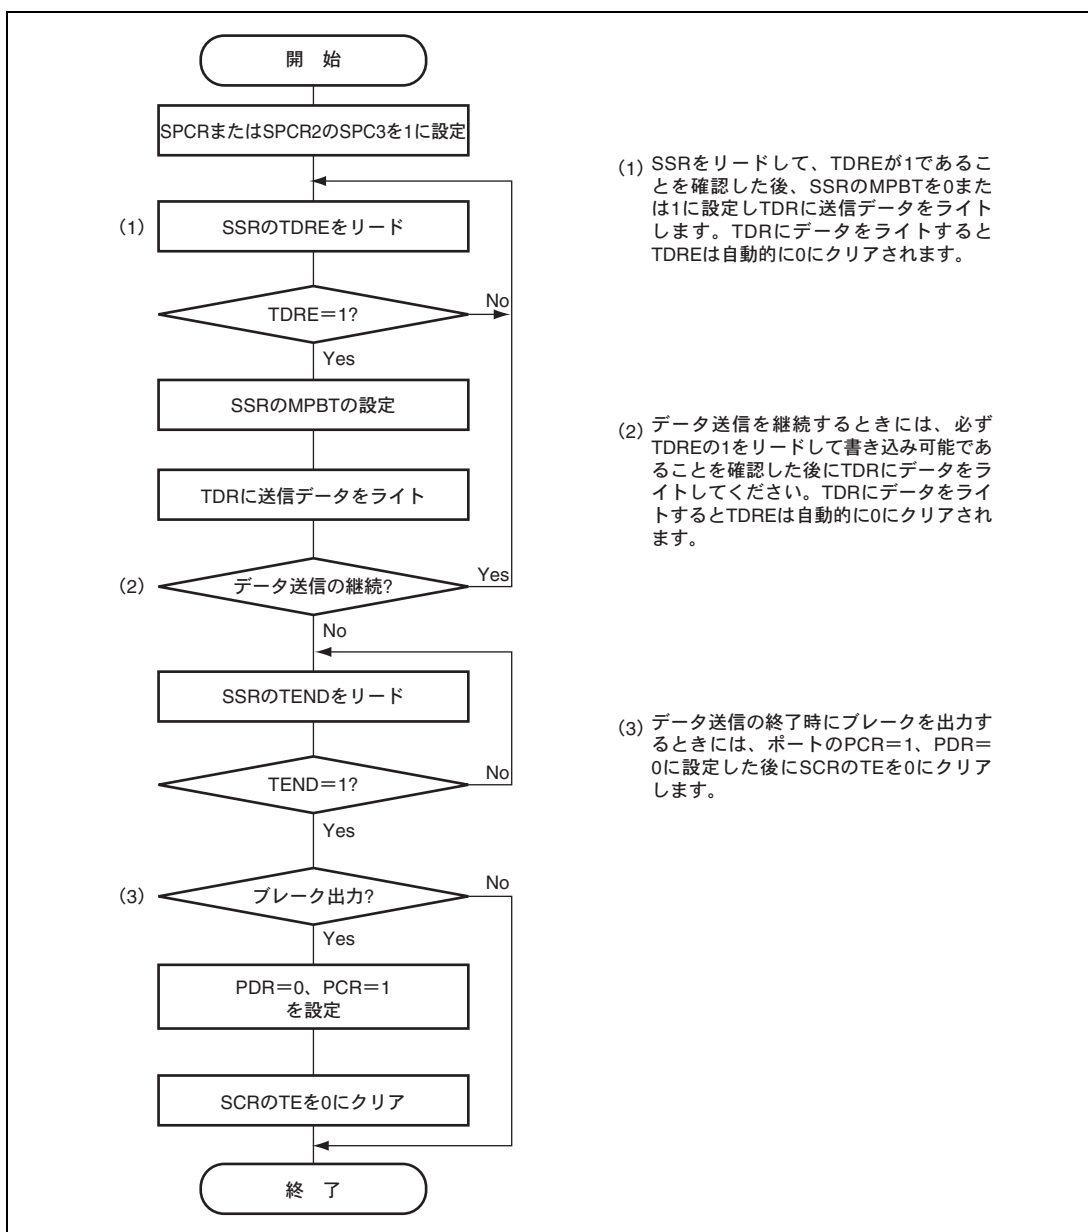 開 始
SPCRまたはSPCR2のSPC3を1に設定
(1)
SSRのTDREをリード
TDRE＝1?
No
Yes
SSRのMPBTの設定
TDRに送信データをライト
(2)
データ送信の継続?
Yes
No
SSRのTENDをリード
TEND＝1?
No
Yes
(3)
ブレーク出力?
No
Yes
PDR＝0、PCR＝1
を設定
SCRのTEを0にクリア
終 了
(1) SSRをリードして、TDREが1であるこ
とを確認した後、SSRのMPBTを0また
は1に設定しTDRに送信データをライト
します。TDRにデータをライトすると
TDREは自動的に0にクリアされます。
(2) データ送信を継続するときには、必ず
TDREの1をリードして書き込み可能であ
ることを確認した後にTDRにデータをラ
イトしてください。TDRにデータをライ
トするとTDREは自動的に0にクリアされ
ます。
(3) データ送信の終了時にブレークを出力す
るときには、ポートのPCR＝1、PDR＝
0に設定した後にSCRのTEを0にクリア
します。